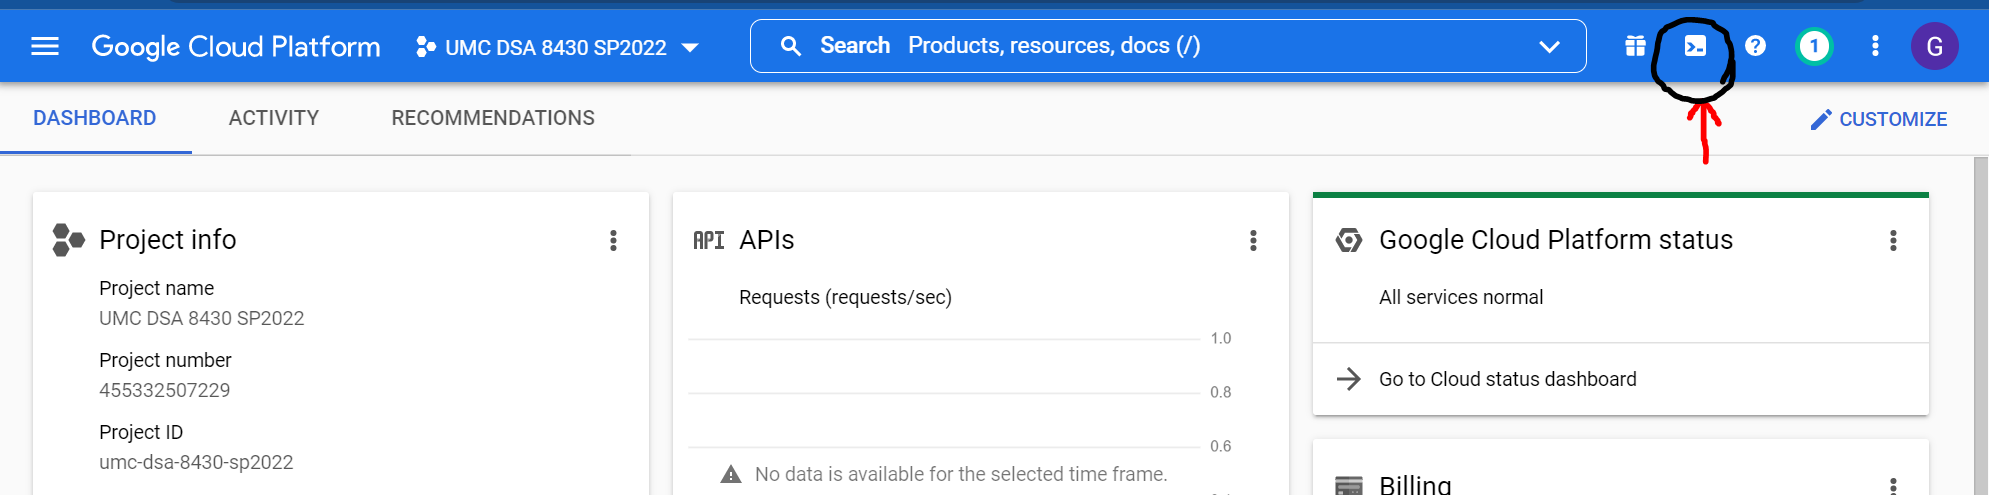 Google Cloud Platform
UMC DSA 8430 SP2022
Search Products, resources, docs (/)
?
1
G
DASHBOARD
ACTIVITY
RECOMMENDATIONS
CUSTOMIZE
Project info
Project name
UMC DSA 8430 SP2022
Project number
455332507229
Project ID
umc-dsa-8430-sp2022
API APIs
Requests (requests/sec)
1.0
0.8
0.6
No data is available for the selected time frame.
Google Cloud Platform status
All services normal
Go to Cloud status dashboard
Billing